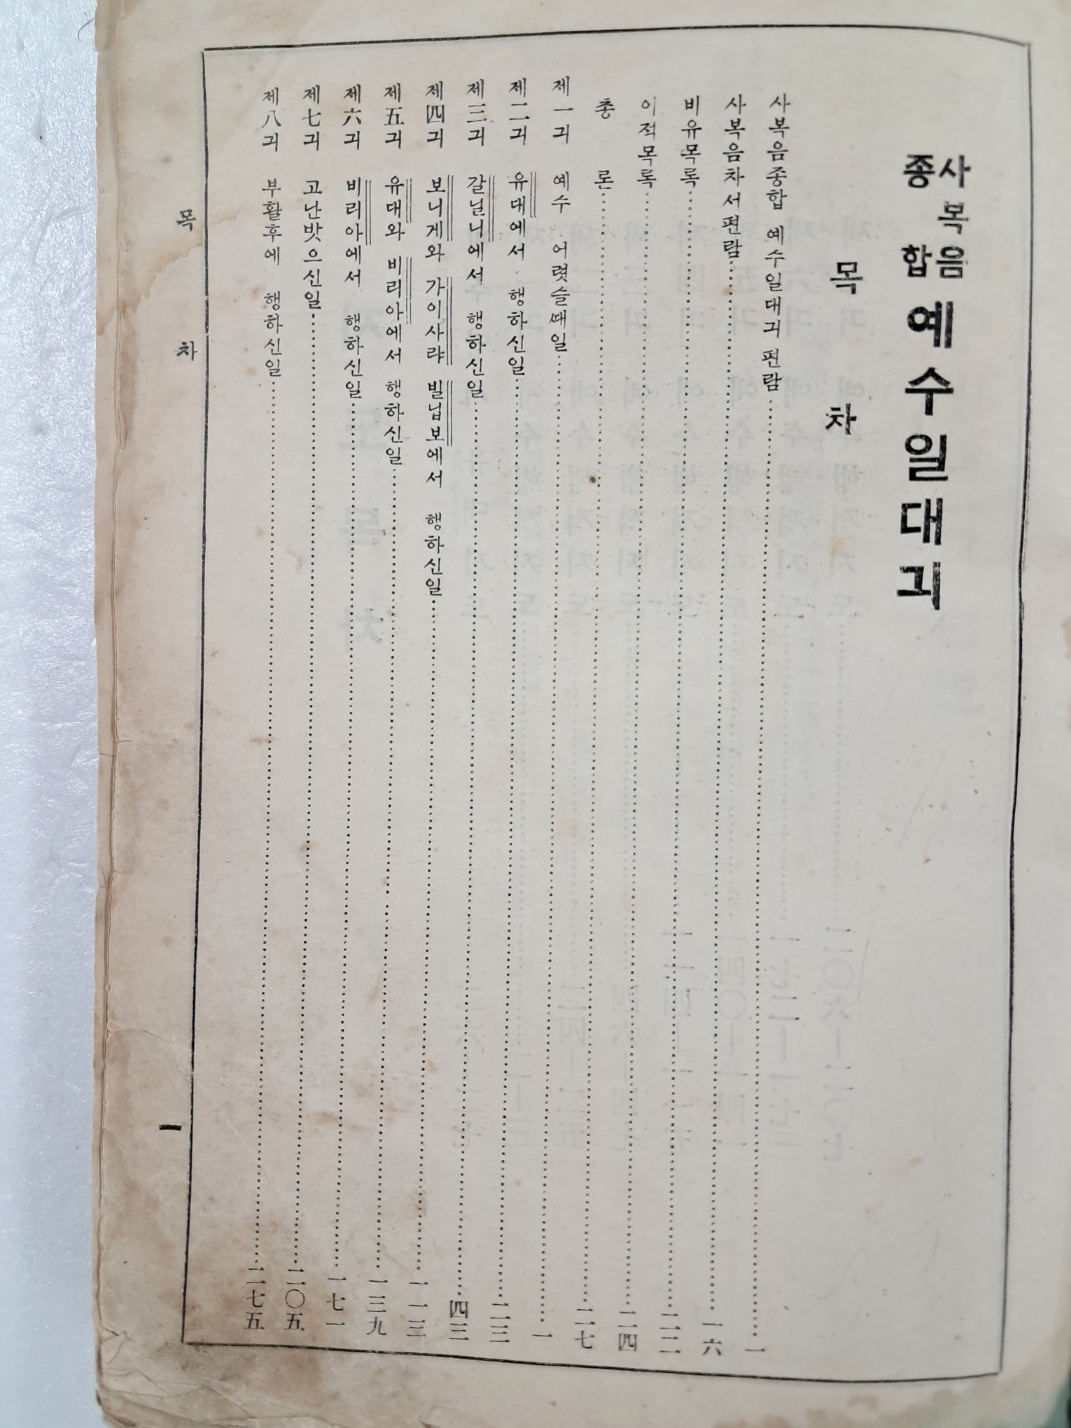 사복음
종합
예수일대긔
목 차
사복음종합 예수일대긔 편람 一
사복음차서편람 一六
비유목록 二二
이적목록 二四
총 론 二七
제一긔 예수 어렷슬때일 一
제二긔 유대에서 행하신일 二三
제三긔 갈닐니에서 행하신일 四三
제四긔 보니게와 가이사랴 빌닙보에서 행하신일 一一三
제五긔 유대와 비리아에서 행하신일 一三九
제六긔 비리아에서 행하신일 一七一
제七긔 고난밧으신일 二〇五
제八긔 부활후에 행하신일 二七五
목 차
一